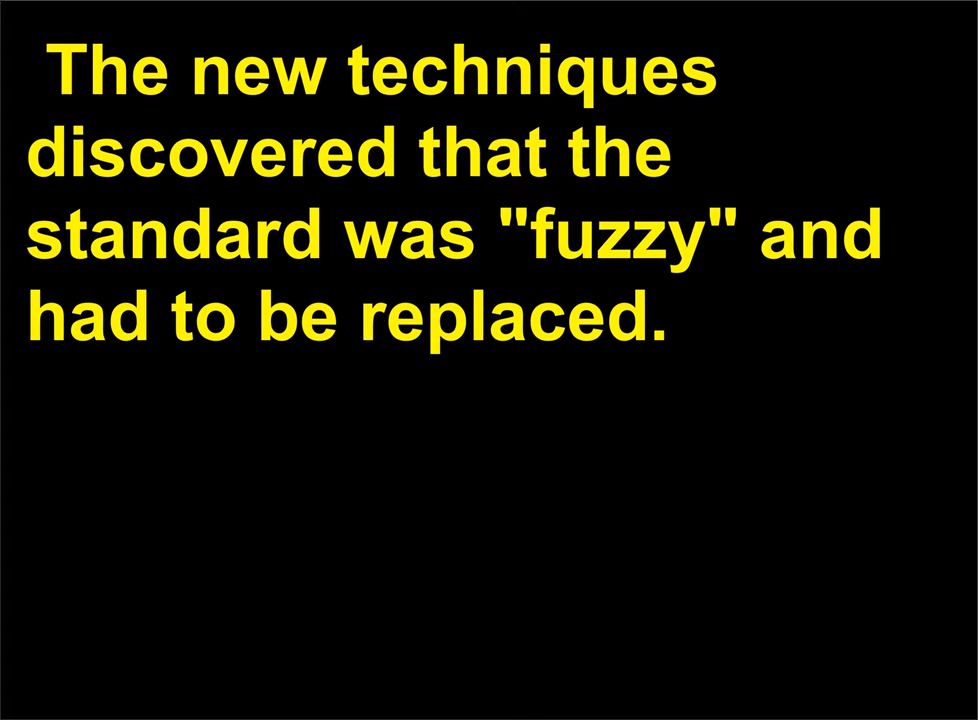 The new techniques
discovered that the
standard was "fuzzy" and
had to be replaced.